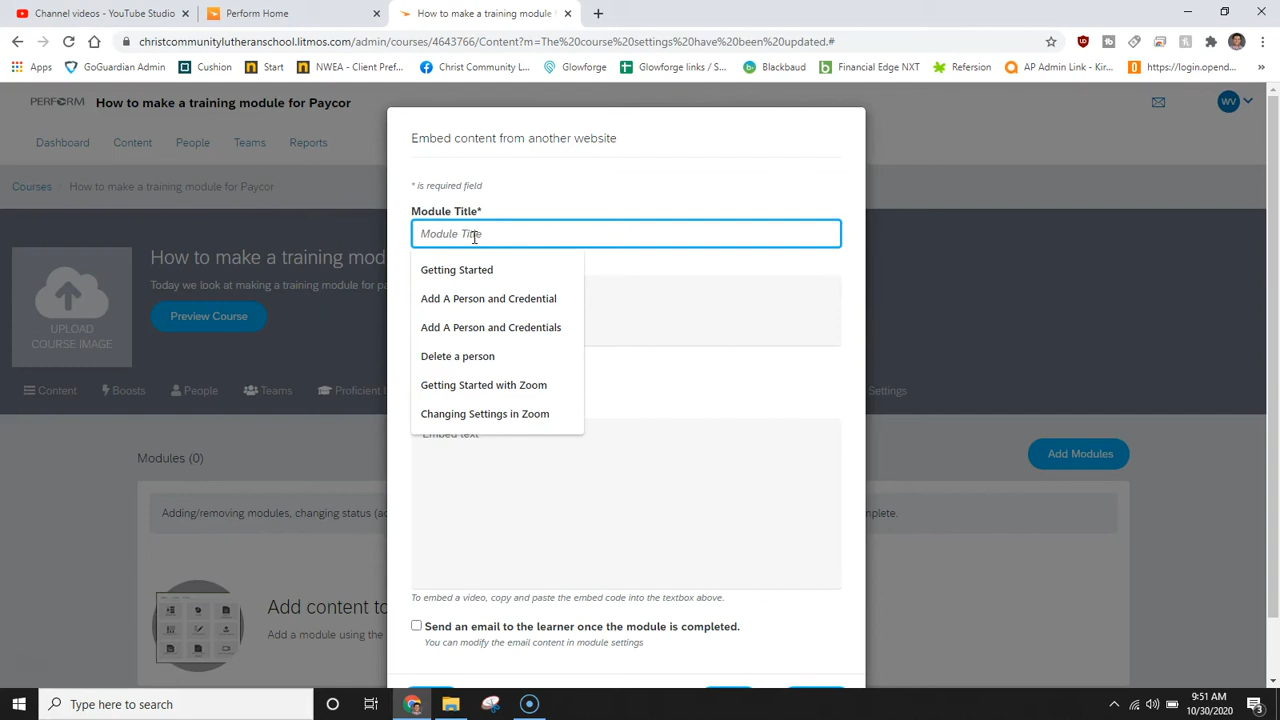 Channel videos - YouTube Studio
Perform Home
How to make a training module f
christcommunitylutheranschool.litmos.com/admin/courses/4643766/Content?m=The%20course%20settings%20have%20been%20updated.#
Apps
GoGuardian Admin
Cushion
Start
NWEA - Client Pref...
Christ Community L...
Glowforge
Glowforge links / S...
Blackbaud
Financial Edge NXT
Refersion
AP Admin Link - Kir...
https://login.opend...
»
PERFORM
How to make a training module for Paycor
WV
Dashboard
Content
People
Teams
Reports
Courses
How to make a training module for Paycor
UPLOAD
COURSE IMAGE
How to make a training mod
Today we look at making a training module for pa
Preview Course
Content
Boosts
People
Teams
Proficient
Settings
Modules (0)
Add Modules
Adding/removing modules, changing status (ac
plete.
Add content to
Add a module using the
Embed content from another website
* is required field
Module Title*
Module Title
Getting Started
Add A Person and Credential
Add A Person and Credentials
Delete a person
Getting Started with Zoom
Changing Settings in Zoom
Embed text
To embed a video, copy and paste the embed code into the textbox above.
Send an email to the learner once the module is completed.
You can modify the email content in module settings
Type here to search
9:51 AM
10/30/2020
3